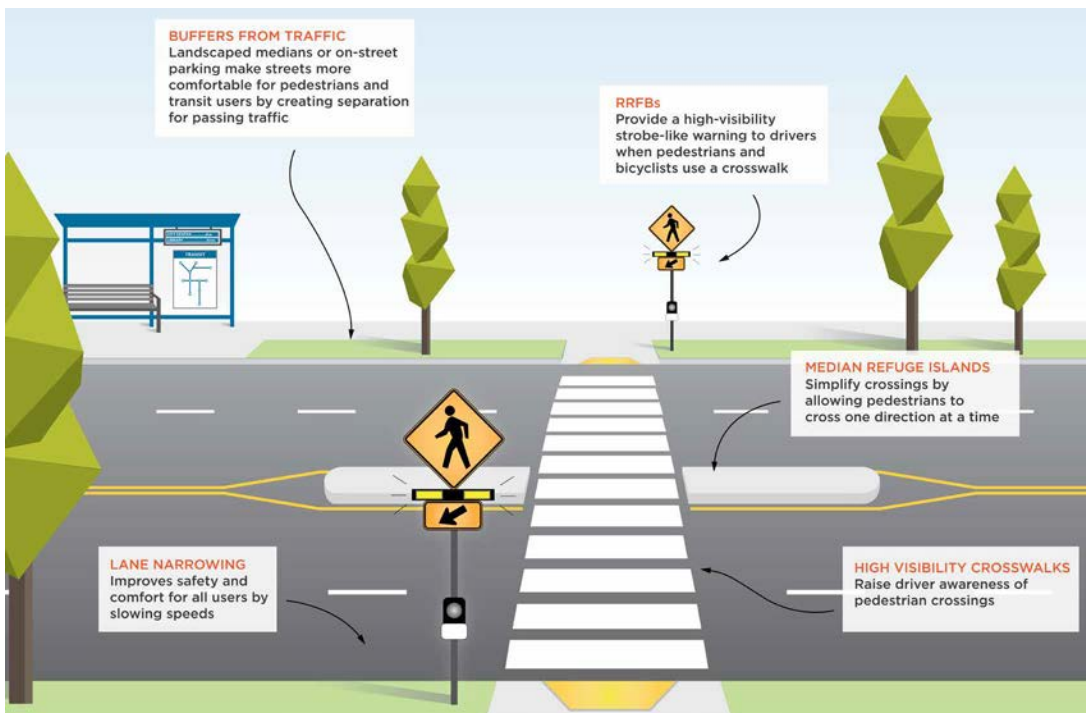 BUFFERS FROM TRAFFIC
Landscaped medians or on-street
parking make streets more
comfortable for pedestrians and
transit users by creating separation
for passing traffic
RRFBs
Provide a high-visibility
strobe-like warning to drivers
when pedestrians and
bicyclists use a crosswalk
TRANSIT
MEDIAN REFUGE ISLANDS
Simplify crossings by
allowing pedestrians to
cross one direction at a time
LANE NARROWING
Improves safety and
comfort for all users by
slowing speeds
HIGH VISIBILITY CROSSWALKS
Raise driver awareness of
pedestrian crossings